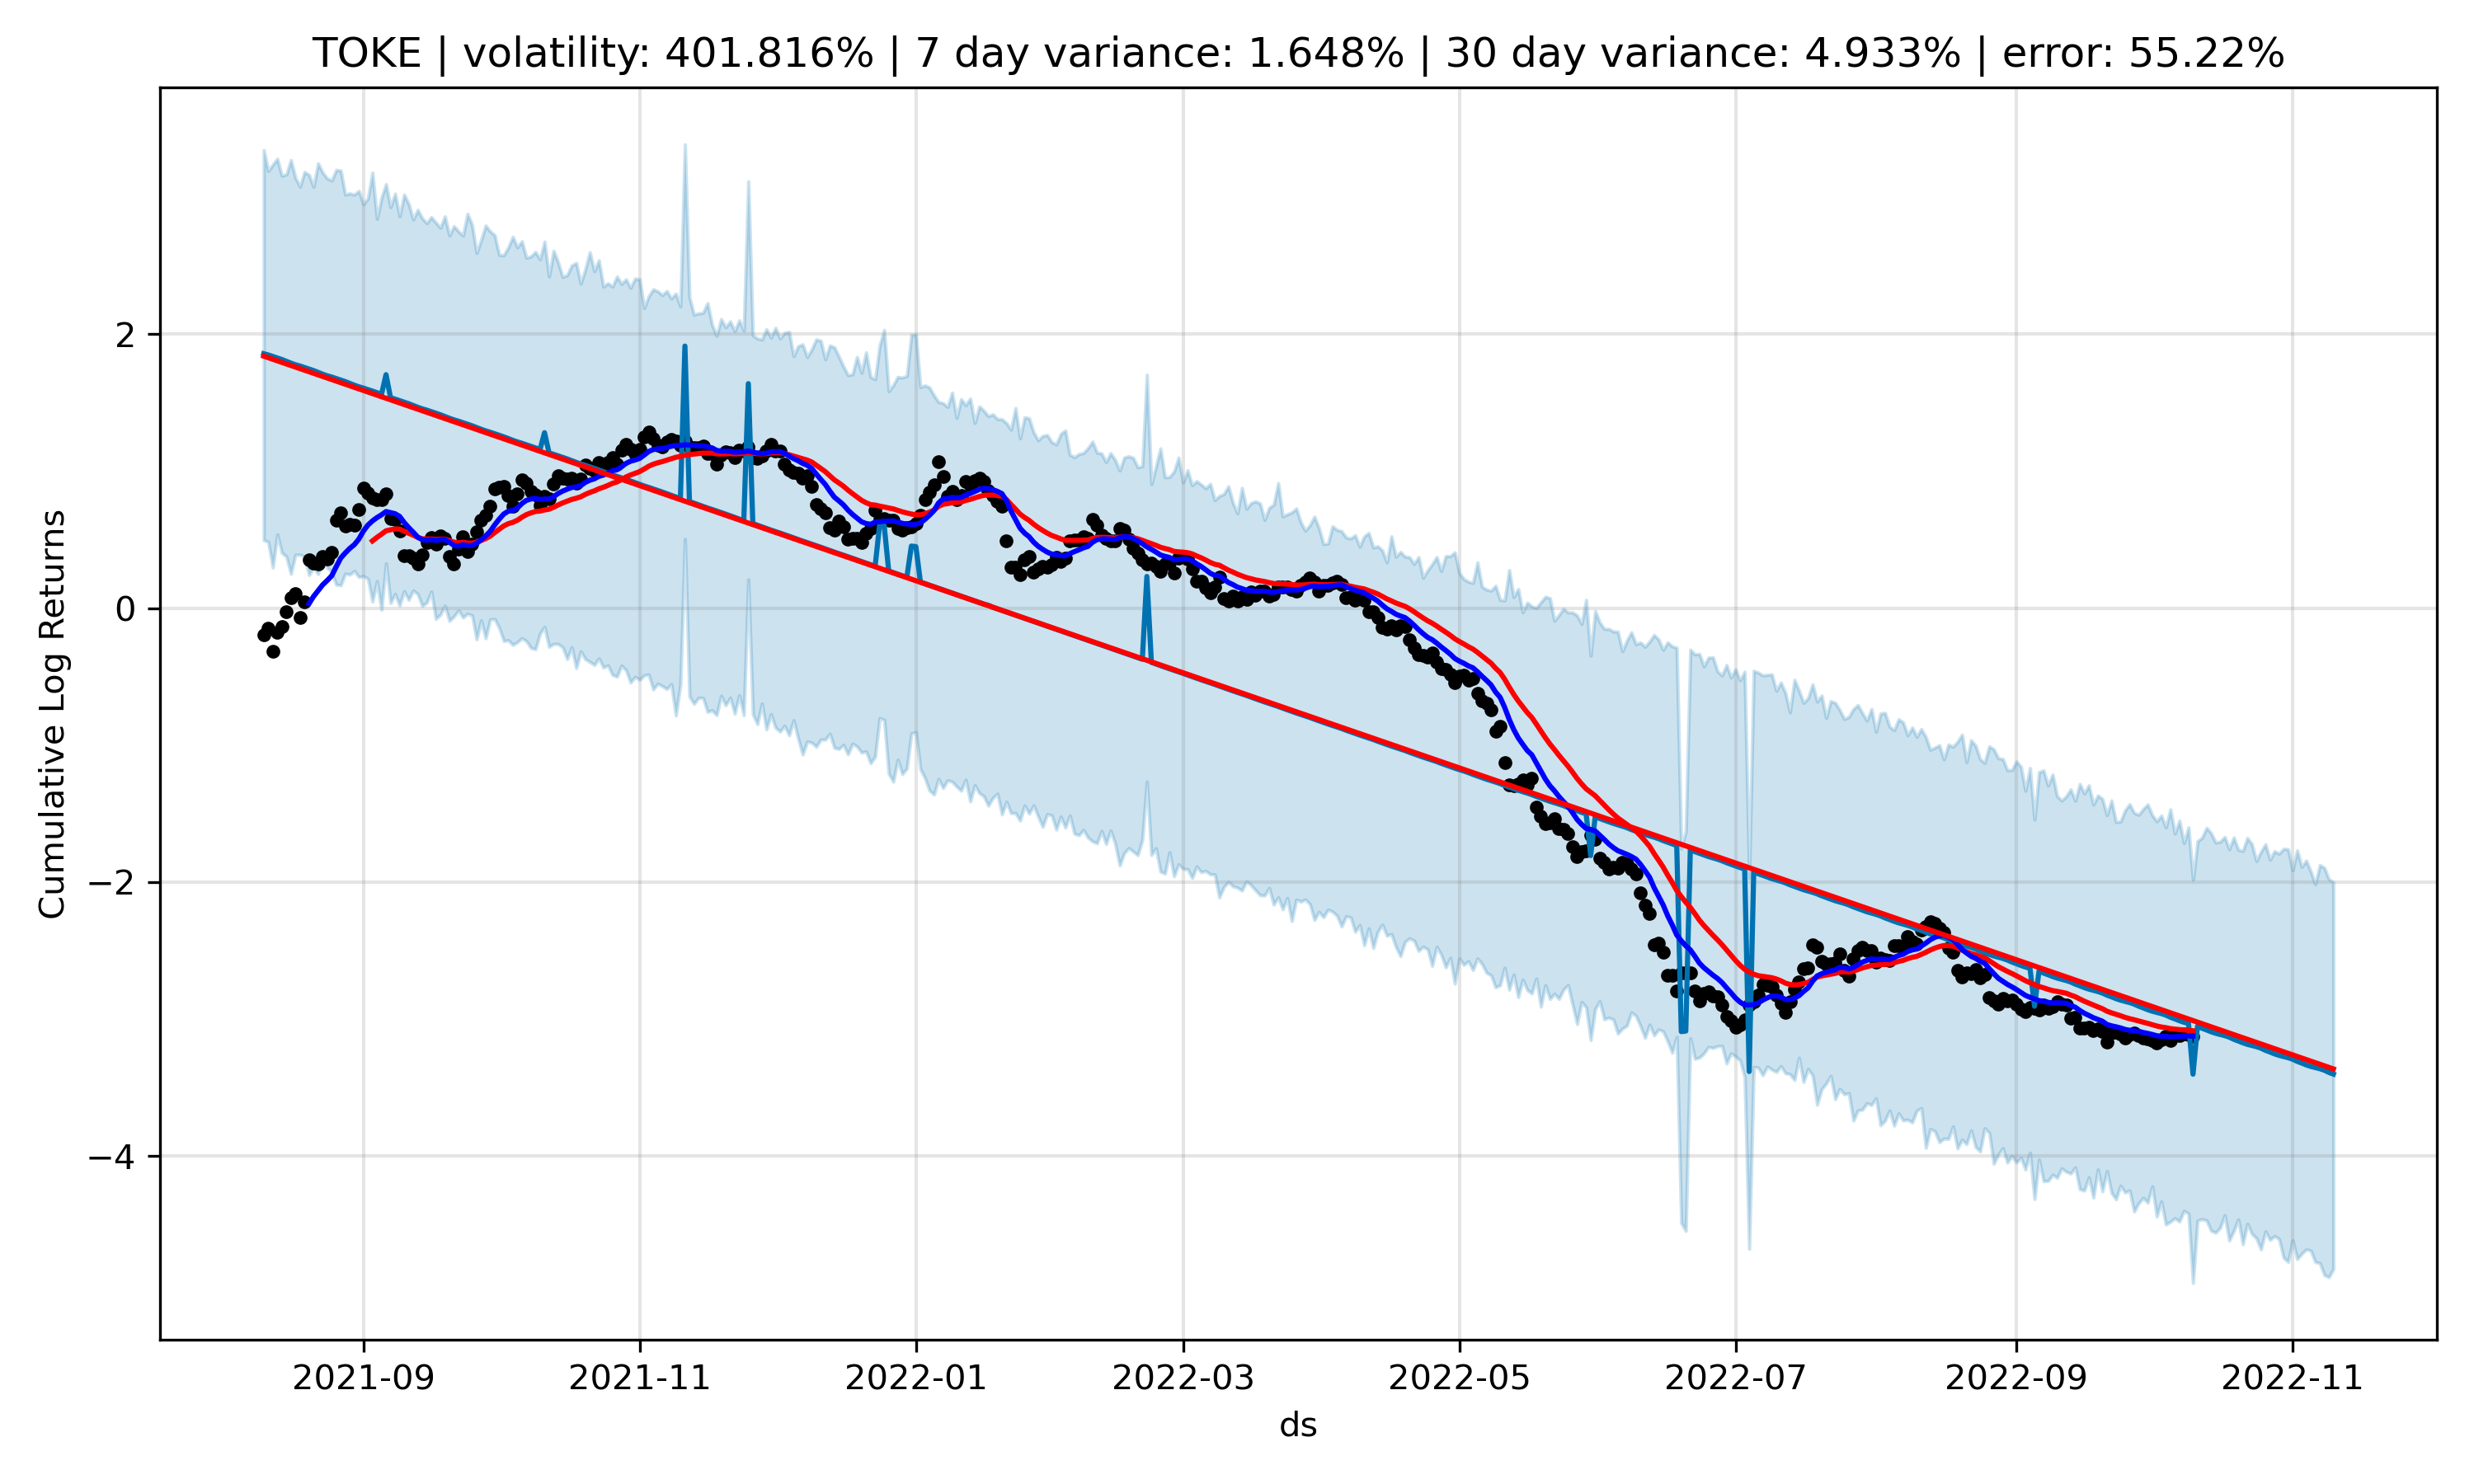 TOKE | volatility: 401.816% | 7 day variance: 1.648% | 30 day variance: 4.933% | error: 55.22%
Cumulative Log Returns
2
0
−2
−4
2021-09 2021-11 2022-01 2022-03 2022-05 2022-07 2022-09 2022-11
ds